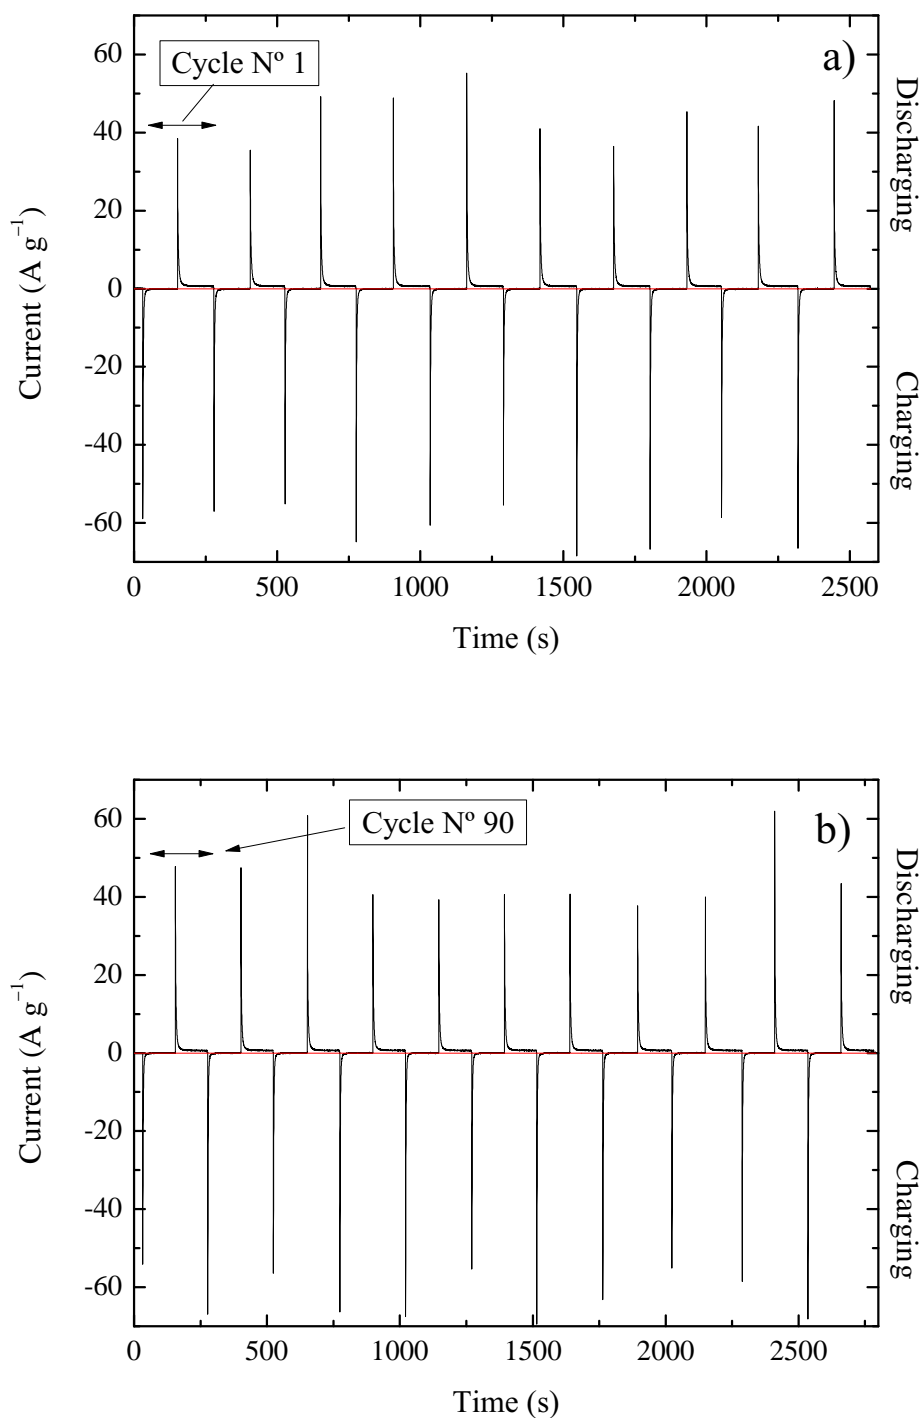 a)
Cycle Nº 1
60
40
20
0
-20
-40
-60
Current (A g⁻¹)
Discharging
Charging
0 500 1000 1500 2000 2500
Time (s)
b)
Cycle Nº 90
60
40
20
0
-20
-40
-60
Current (A g⁻¹)
Discharging
Charging
0 500 1000 1500 2000 2500
Time (s)